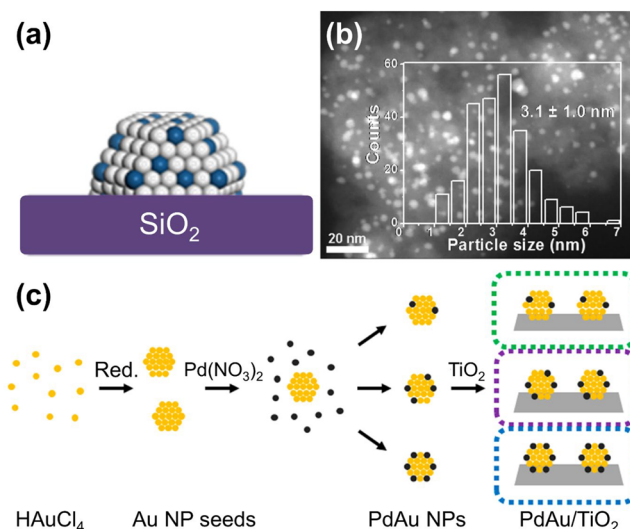 (a)
SiO2
(b)
60
40
20
0
Counts
3.1 ± 1.0 nm
0 1 2 3 4 5 6 7
Particle size (nm)
20 nm
(c)
Red.
Pd(NO3)2
TiO2
HAuCl4
Au NP seeds
PdAu NPs
PdAu/TiO2